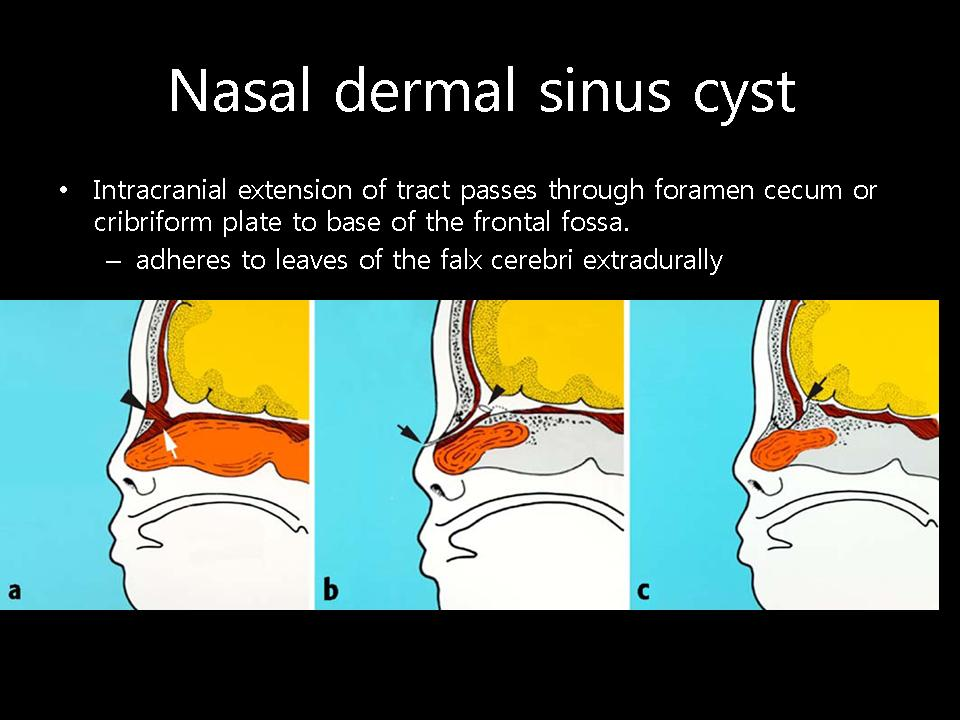 Nasal dermal sinus cyst
• Intracranial extension of tract passes through foramen cecum or
cribriform plate to base of the frontal fossa.
– adheres to leaves of the falx cerebri extradurally
a
b
c